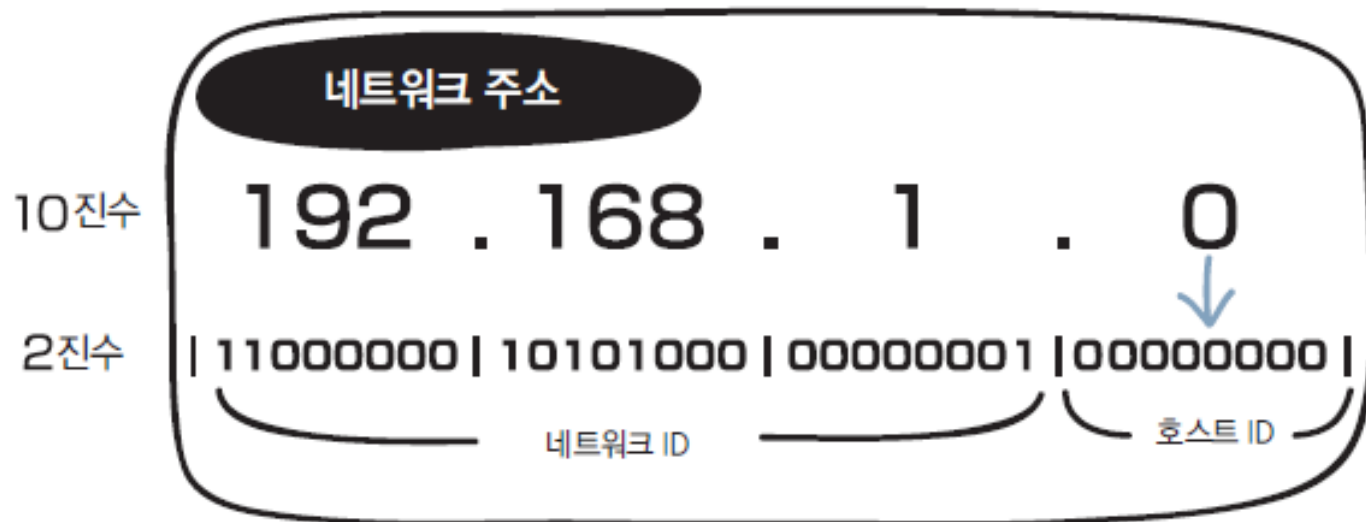 네트워크 주소
10진수 192 . 168 . 1 . 0
2진수 | 11000000 | 10101000 | 00000001 | 00000000 |
네트워크 ID 호스트 ID